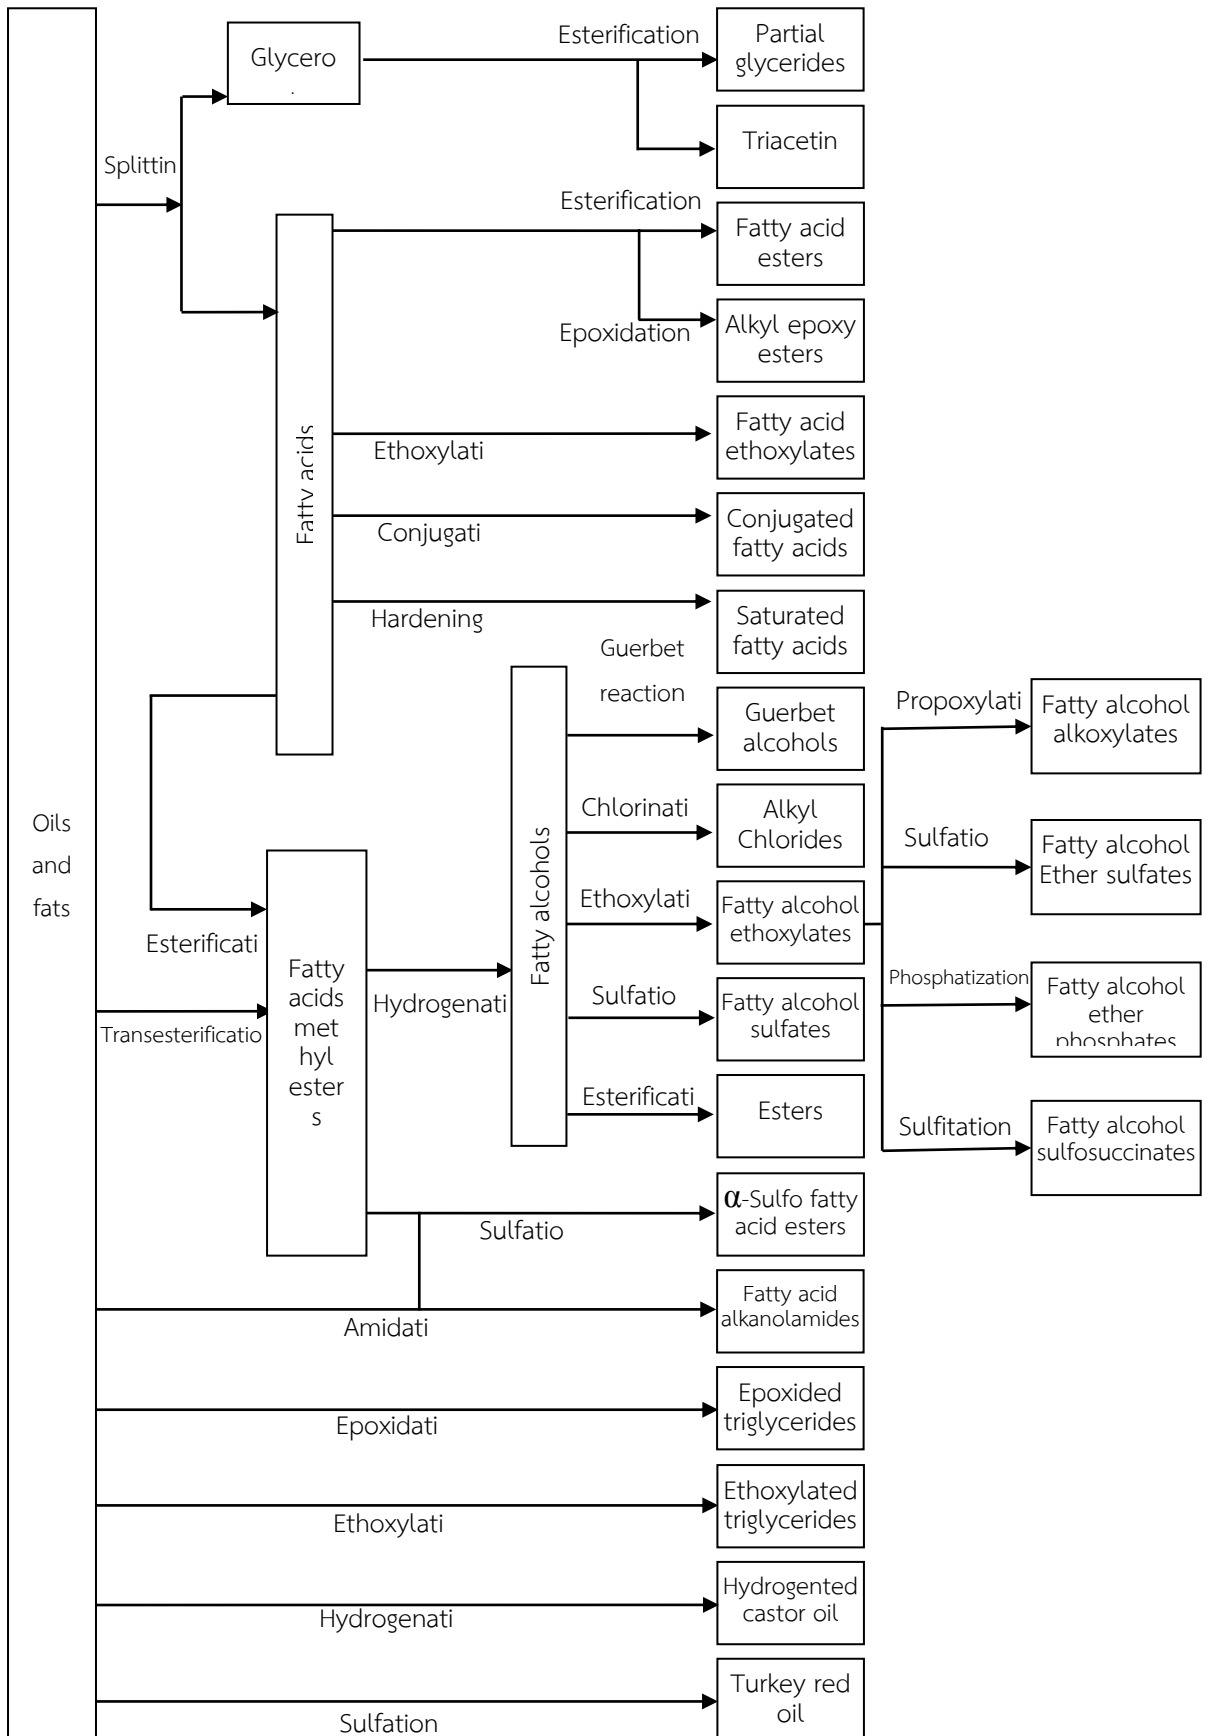 Esterification
Partial
glycerides
Glycero
Triacetin
Splittin
Esterification
Fatty acid
esters
Epoxidation
Alkyl epoxy
esters
Fatty acids
Ethoxylati
Fatty acid
ethoxylates
Conjugati
Conjugated
fatty acids
Hardening
Saturated
fatty acids
Guerbet
reaction
Guerbet
alcohols
Propoxylati
Fatty alcohol
alkoxylates
Oils
and
fats
Fatty alcohols
Chlorinati
Alkyl
Chlorides
Sulfatio
Fatty alcohol
Ether sulfates
Esterificati
Ethoxylati
Fatty alcohol
ethoxylates
Fatty
acids
met
hyl
ester
s
Hydrogenati
Transesterificatio
Sulfatio
Fatty alcohol
sulfates
Phosphatization
Fatty alcohol
ether
phosphates
Esterificati
Esters
Sulfitation
Fatty alcohol
sulfosuccinates
Sulfatio
α-Sulfo fatty
acid esters
Amidati
Fatty acid
alkanolamides
Epoxidati
Epoxided
triglycerides
Ethoxylati
Ethoxylated
triglycerides
Hydrogenati
Hydrogented
castor oil
Sulfation
Turkey red
oil